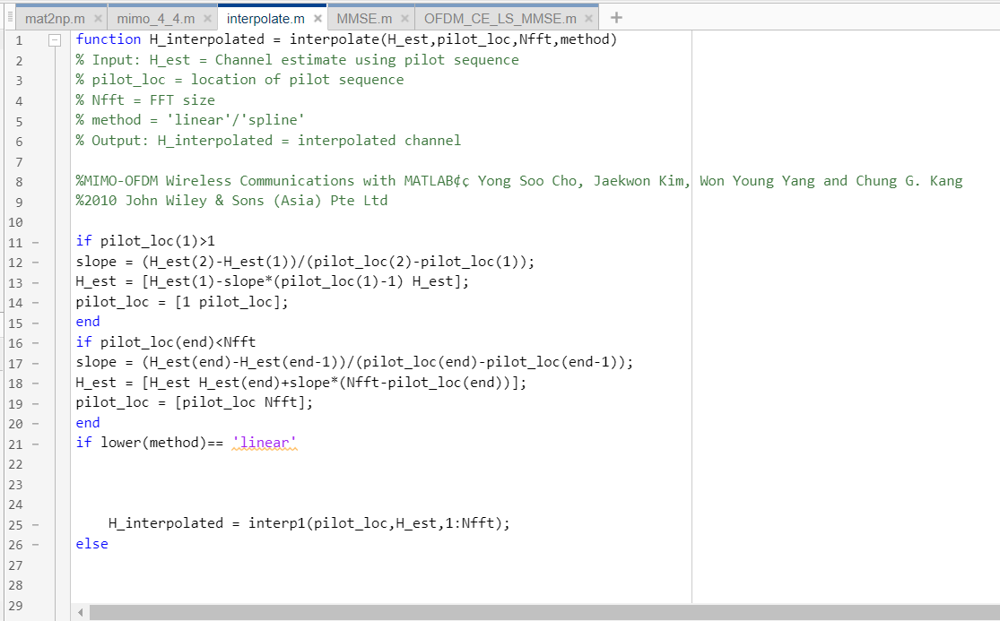 mat2np.m × mimo_4_4.m × interpolate.m × MMSE.m × OFDM_CE_LS_MMSE.m × +
1 function H_interpolated = interpolate(H_est,pilot_loc,Nfft,method)
2 % Input: H_est = Channel estimate using pilot sequence
3 % pilot_loc = location of pilot sequence
4 % Nfft = FFT size
5 % method = 'linear'/'spline'
6 % Output: H_interpolated = interpolated channel
7
8 %MIMO-OFDM Wireless Communications with MATLAB¢ç Yong Soo Cho, Jaekwon Kim, Won Young Yang and Chung G. Kang
9 %2010 John Wiley & Sons (Asia) Pte Ltd
10
11 – if pilot_loc(1)>1
12 – slope = (H_est(2)-H_est(1))/(pilot_loc(2)-pilot_loc(1));
13 – H_est = [H_est(1)-slope*(pilot_loc(1)-1) H_est];
14 – pilot_loc = [1 pilot_loc];
15 – end
16 – if pilot_loc(end)<Nfft
17 – slope = (H_est(end)-H_est(end-1))/(pilot_loc(end)-pilot_loc(end-1));
18 – H_est = [H_est H_est(end)+slope*(Nfft-pilot_loc(end))];
19 – pilot_loc = [pilot_loc Nfft];
20 – end
21 – if lower(method)== 'linear'
22
23
24
25 – H_interpolated = interp1(pilot_loc,H_est,1:Nfft);
26 – else
27
28
29